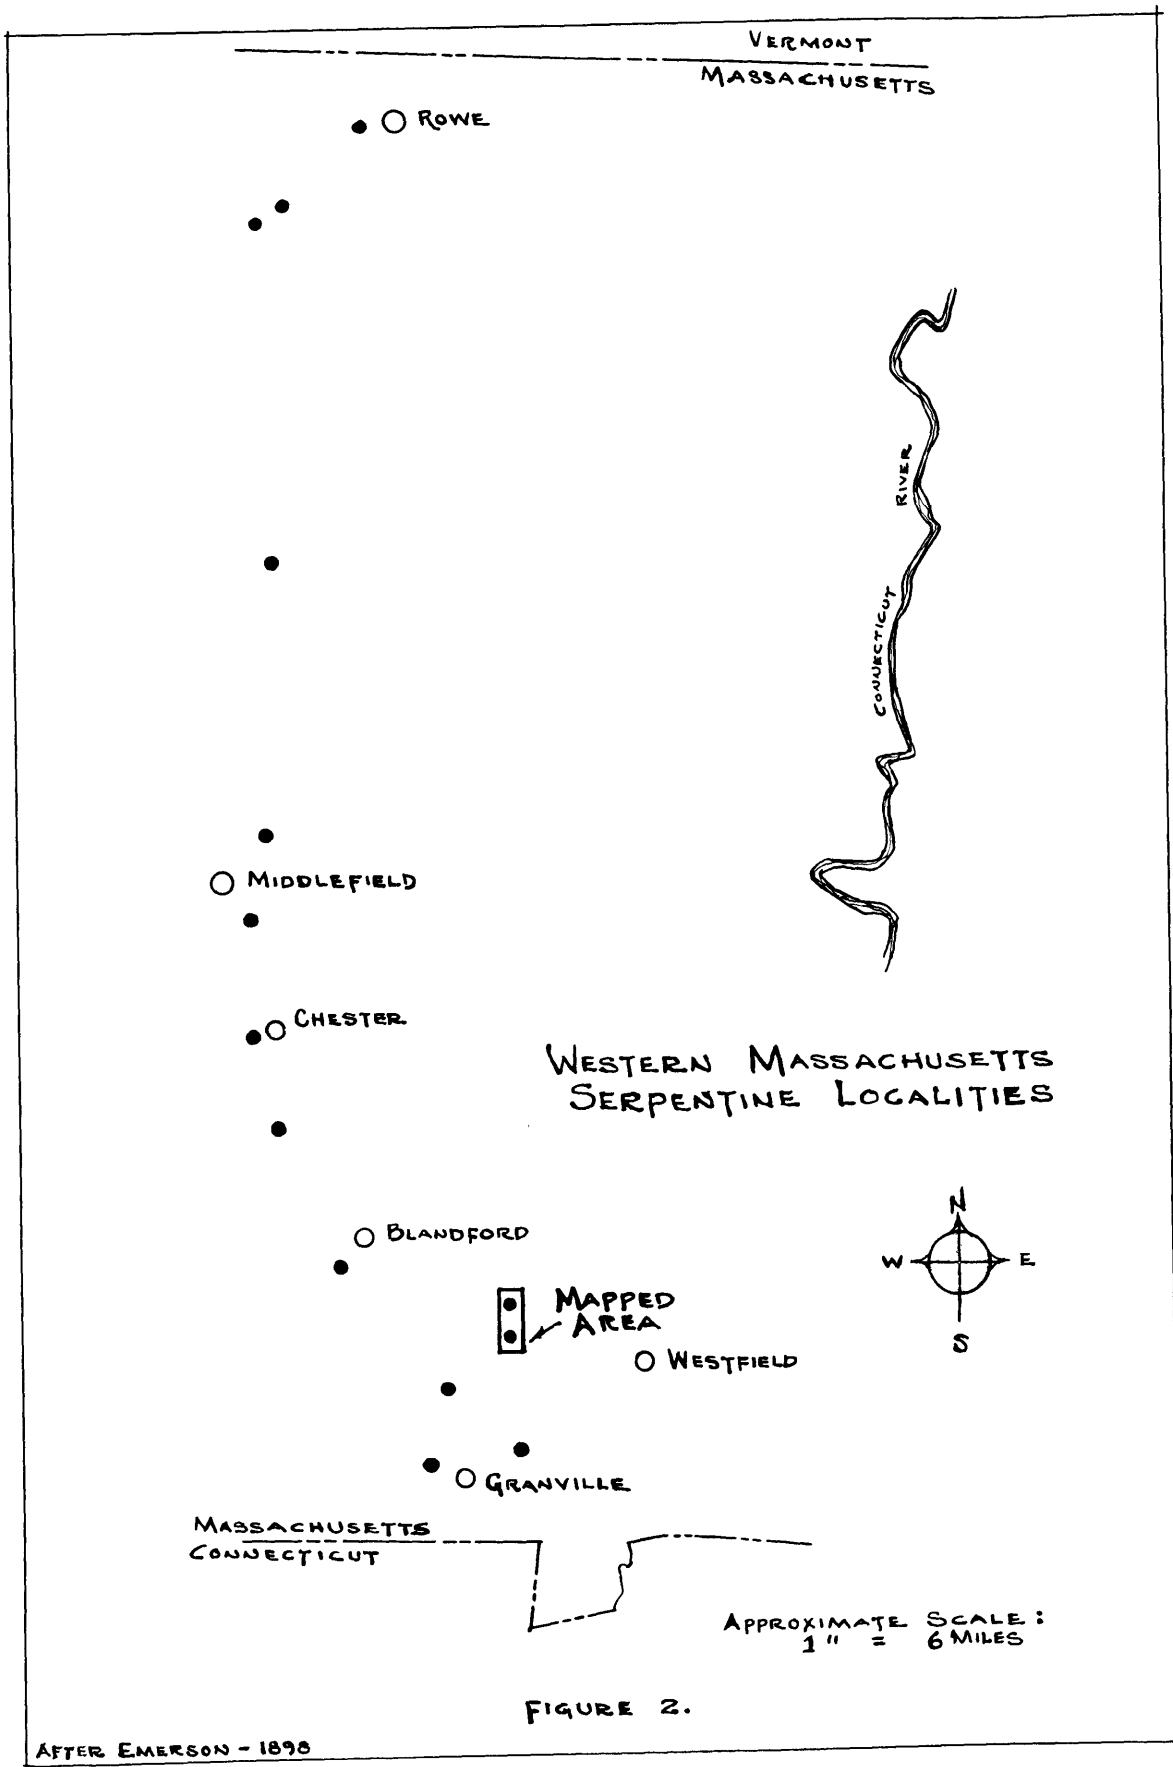 VERMONT
MASSACHUSETTS
ROWE
RIVER
CONNECTICUT
MIDDLEFIELD
CHESTER
WESTERN MASSACHUSETTS
SERPENTINE LOCALITIES
N
W E
S
BLANDFORD
MAPPED
AREA
WESTFIELD
GRANVILLE
MASSACHUSETTS
CONNECTICUT
APPROXIMATE SCALE:
1" = 6 MILES
FIGURE 2.
AFTER EMERSON - 1898